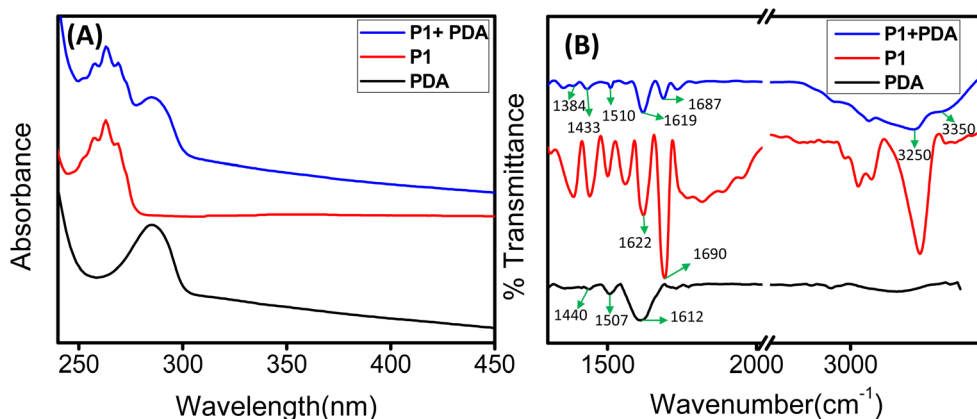 (A)
P1+ PDA
P1
PDA
Absorbance
250
300
350
400
450
Wavelength(nm)
(B)
P1+PDA
P1
PDA
% Transmittance
1384
1433
1510
1619
1687
3350
3250
1622
1690
1440
1507
1612
1500
2000
3000
Wavenumber(cm-1)